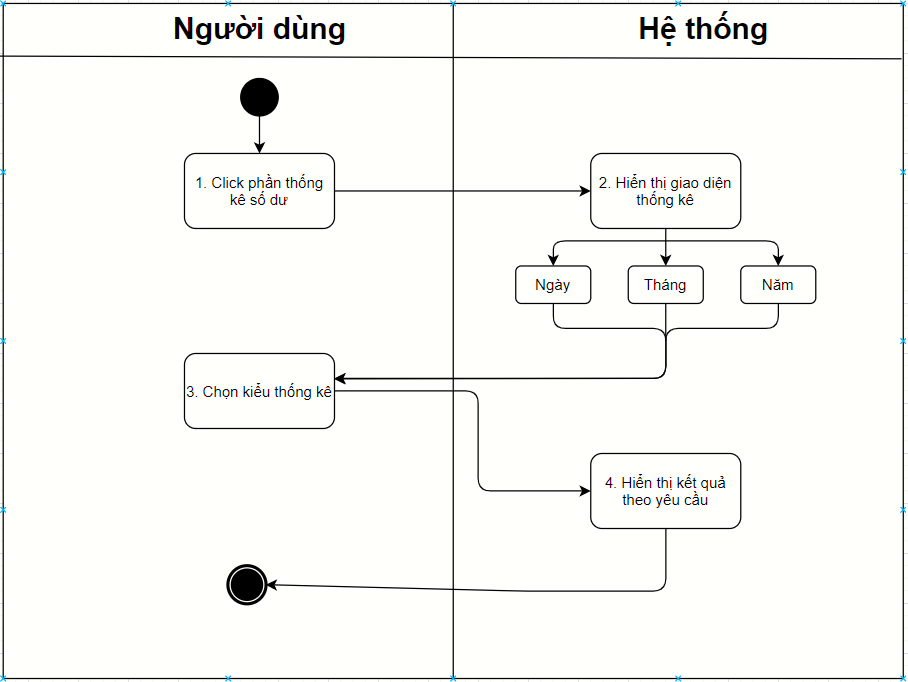 Người dùng
Hệ thống
1. Click phần thống
kê số dư
2. Hiển thị giao diện
thống kê
Ngày
Tháng
Năm
3. Chọn kiểu thống kê
4. Hiển thị kết quả
theo yêu cầu